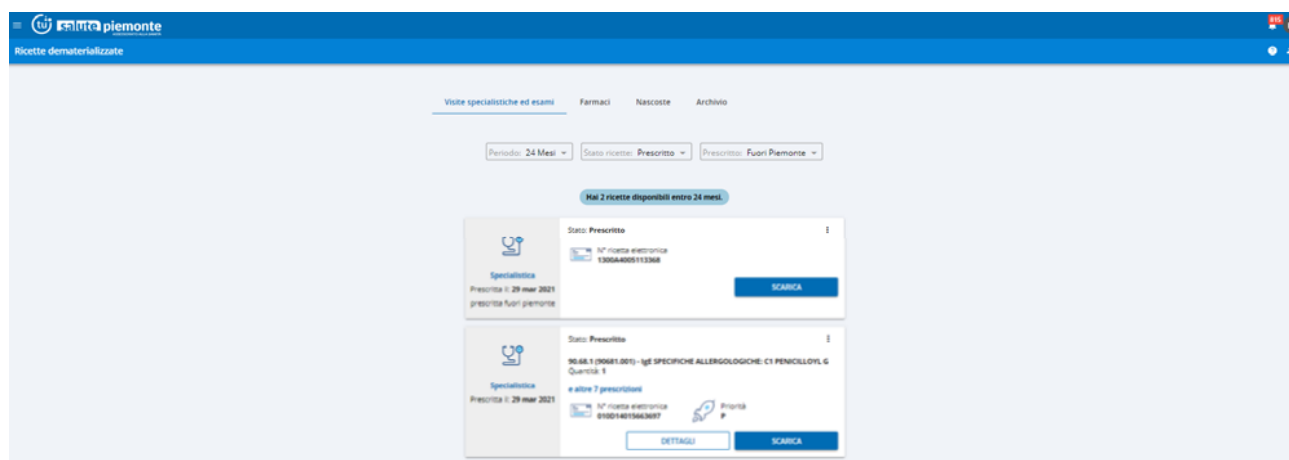 tü salute piemonte
815
Ricette dematerializzate
Visite specialistiche ed esami Farmaci Nascoste Archivio
Periodo: 24 Mesi Stato ricette: Prescritto Prescritto: Fuori Piemonte
Hai 2 ricette disponibili entro 24 mesi.
Stato: Prescritto
N° ricetta elettronica
1300A4005113368
Specialistica
Prescritta il: 29 mar 2021
prescritta fuori piemonte
SCARICA
Stato: Prescritto
90.68.1 (90681.001) - IgE SPECIFICHE ALLERGOLOGICHE: C1 PENICILLOYL G
Quantità: 1
Specialistica
Prescritta il: 29 mar 2021
e altre 7 prescrizioni
N° ricetta elettronica
010D14015663697
Priorità
P
DETTAGLI SCARICA